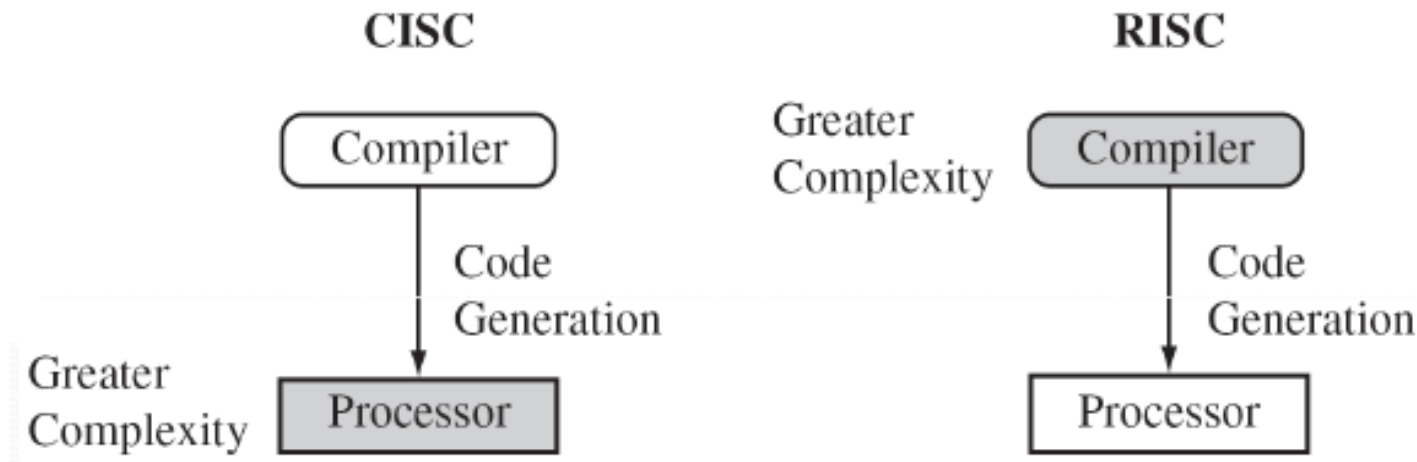 CISC
Compiler
Code
Generation
Greater
Complexity
Processor
RISC
Greater
Complexity
Compiler
Code
Generation
Processor